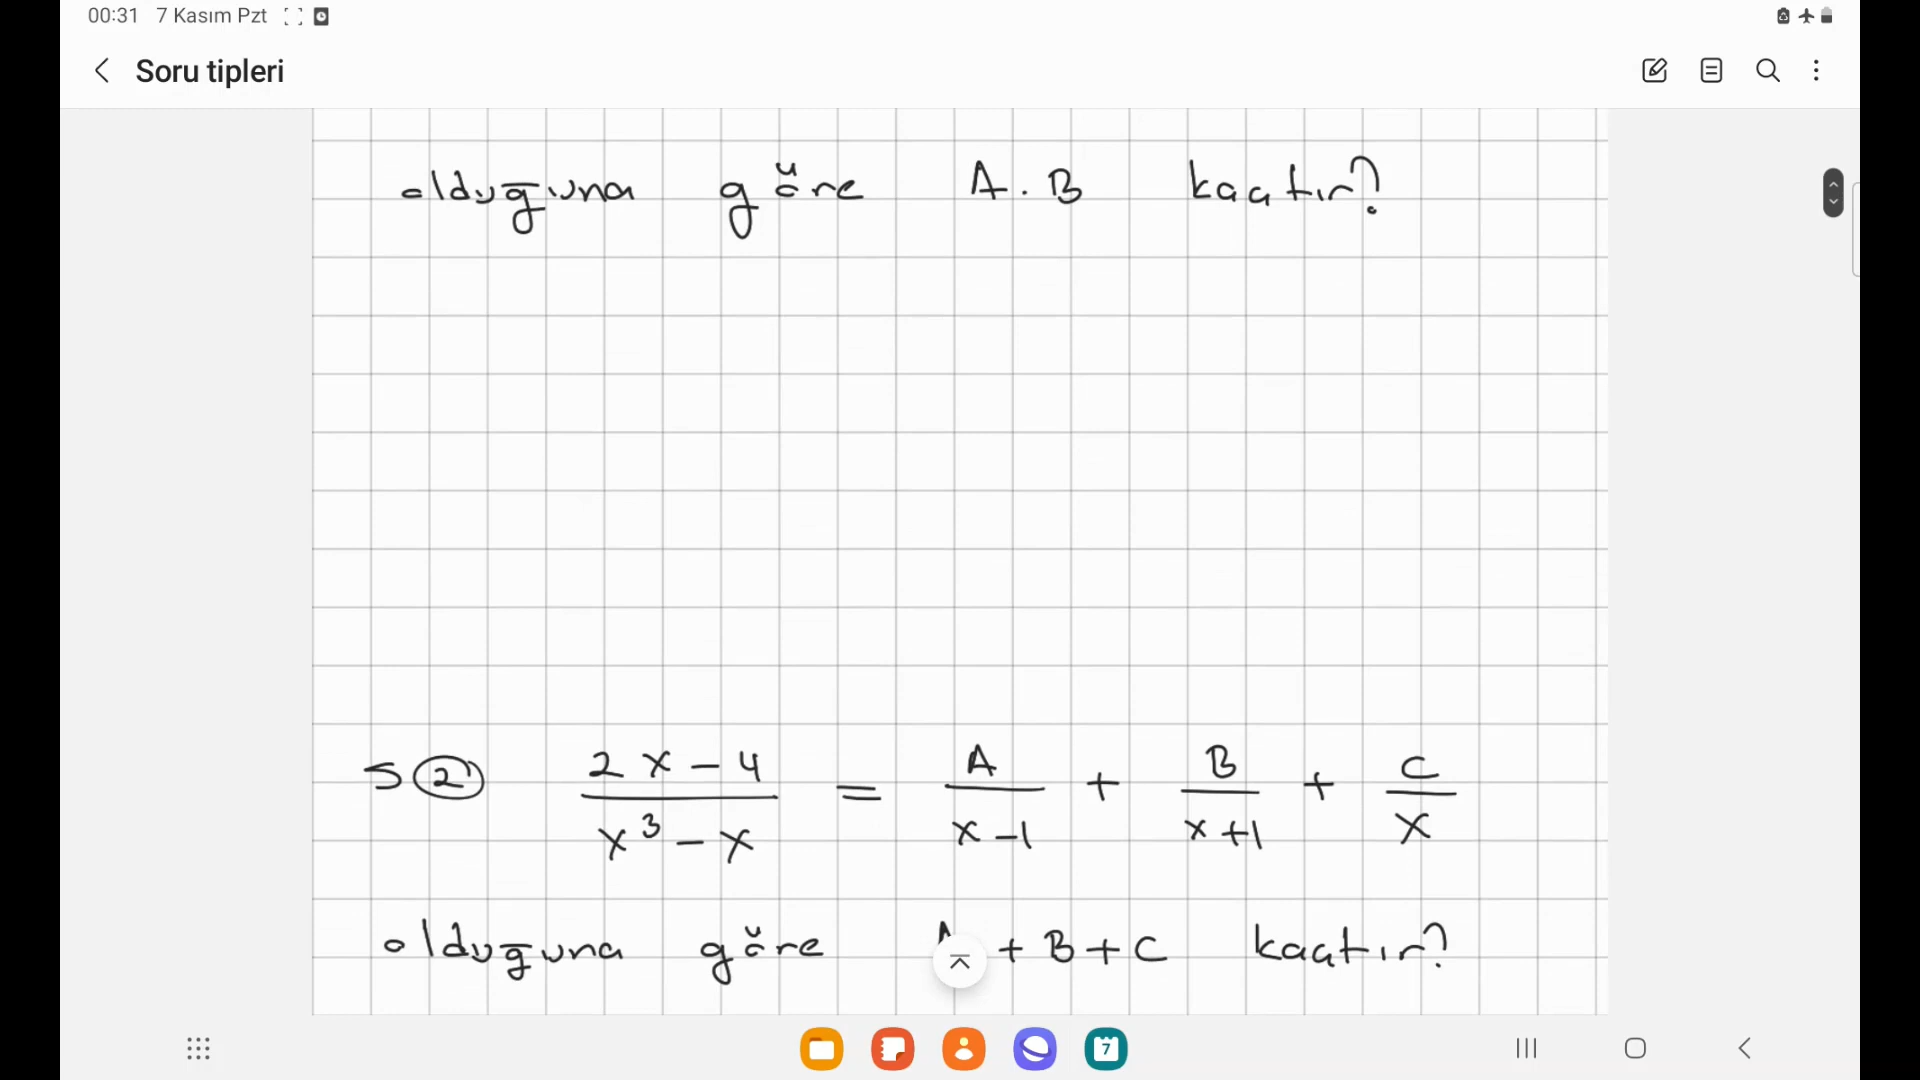 00:31 7 Kasım Pzt
Soru tipleri
olduğuna göre A . B kaçtır?
S② 2x-4/x³-x = A/x-1 + B/x+1 + C/x
olduğuna göre + B + C kaçtır?
7